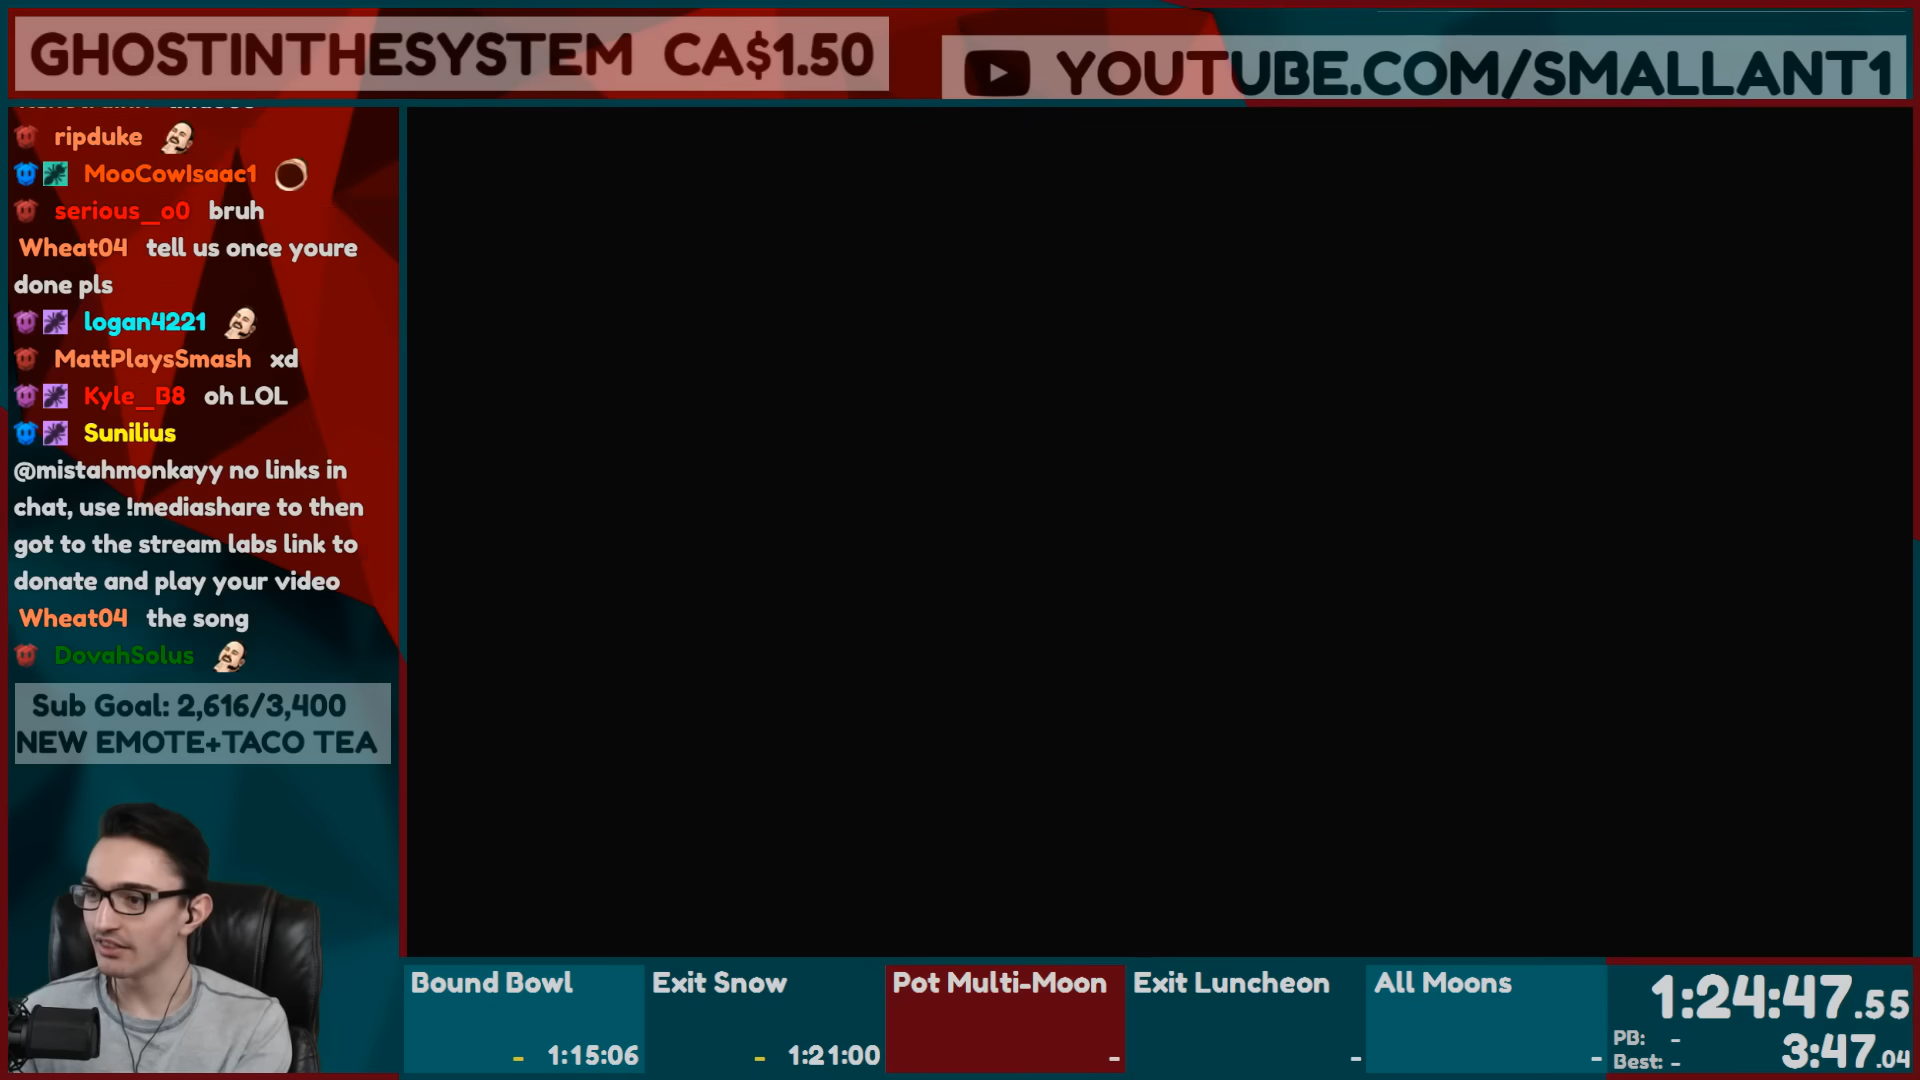 GHOSTINTHESYSTEM CA$1.50
YOUTUBE.COM/SMALLANT1
ripduke
MooCowIsaac1
serious_o0 bruh
Wheat04 tell us once youre
done pls
logan4221
MattPlaysSmash xd
Kyle_B8 oh LOL
Sunilius
@mistahmonkayy no links in
chat, use !mediashare to then
got to the stream labs link to
donate and play your video
Wheat04 the song
DovahSolus
Sub Goal: 2,616/3,400
NEW EMOTE+TACO TEA
Bound Bowl
- 1:15:06
Exit Snow
- 1:21:00
Pot Multi-Moon
-
Exit Luncheon
-
All Moons
-
1:24:47.55
PB: -
Best: -
3:47.04